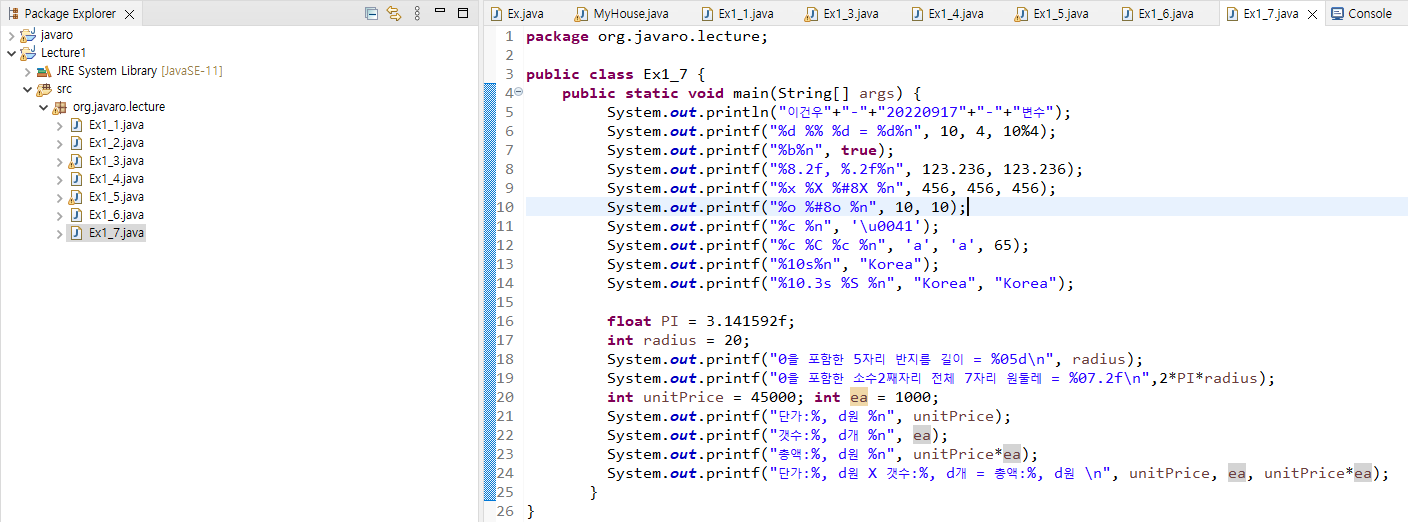 Package Explorer
javaro
Lecture1
JRE System Library [JavaSE-11]
src
org.javaro.lecture
Ex1_1.java
Ex1_2.java
Ex1_3.java
Ex1_4.java
Ex1_5.java
Ex1_6.java
Ex1_7.java
Ex.java MyHouse.java Ex1_1.java Ex1_3.java Ex1_4.java Ex1_5.java Ex1_6.java Ex1_7.java Console
1 package org.javaro.lecture;
2
3 public class Ex1_7 {
4 public static void main(String[] args) {
5 System.out.println("이건우"+"-"+"20220917"+"-"+"변수");
6 System.out.printf("%d %% %d = %d%n", 10, 4, 10%4);
7 System.out.printf("%b%n", true);
8 System.out.printf("%8.2f, %.2f%n", 123.236, 123.236);
9 System.out.printf("%x %X %#8X %n", 456, 456, 456);
10 System.out.printf("%o %#8o %n", 10, 10);
11 System.out.printf("%c %n", '\u0041');
12 System.out.printf("%c %C %c %n", 'a', 'a', 65);
13 System.out.printf("%10s%n", "Korea");
14 System.out.printf("%10.3s %S %n", "Korea", "Korea");
15
16 float PI = 3.141592f;
17 int radius = 20;
18 System.out.printf("0을 포함한 5자리 반지름 길이 = %05d\n", radius);
19 System.out.printf("0을 포함한 소수2째자리 전체 7자리 원둘레 = %07.2f\n",2*PI*radius);
20 int unitPrice = 45000; int ea = 1000;
21 System.out.printf("단가:%, d원 %n", unitPrice);
22 System.out.printf("갯수:%, d개 %n", ea);
23 System.out.printf("총액:%, d원 %n", unitPrice*ea);
24 System.out.printf("단가:%, d원 X 갯수:%, d개 = 총액:%, d원 \n", unitPrice, ea, unitPrice*ea);
25 }
26 }